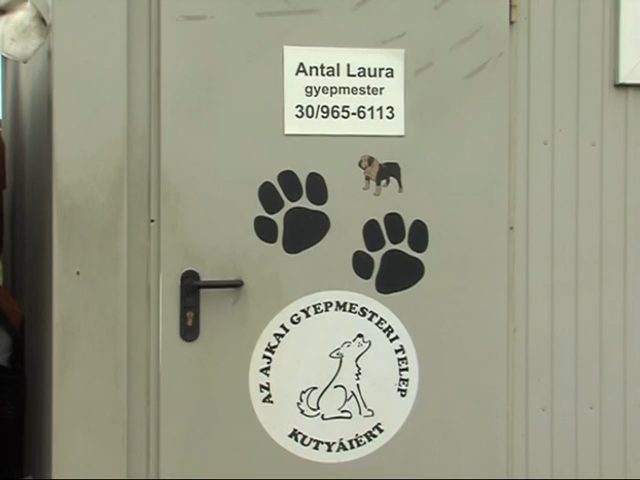 Antal Laura
gyepmester
30/965-6113
AZ AJKAI GYEPMESTERI TELEP
KUTYÁIÉRT